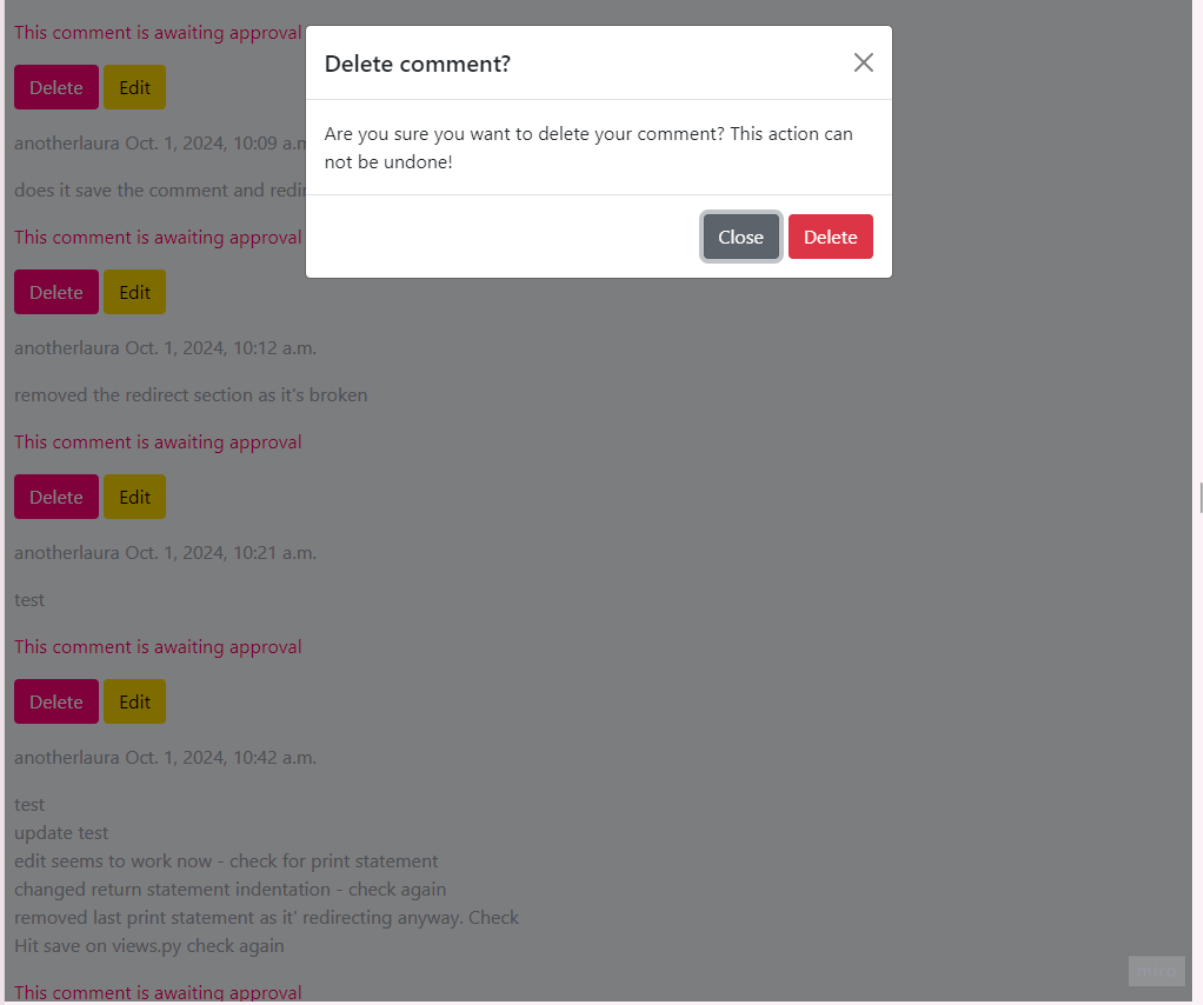 This comment is awaiting approval
Delete comment?
Delete Edit
Are you sure you want to delete your comment? This action can
not be undone!
anotherlaura Oct. 1, 2024, 10:09 a.m
does it save the comment and redir
This comment is awaiting approval
Close Delete
Delete Edit
anotherlaura Oct. 1, 2024, 10:12 a.m.
removed the redirect section as it's broken
This comment is awaiting approval
Delete Edit
anotherlaura Oct. 1, 2024, 10:21 a.m.
test
This comment is awaiting approval
Delete Edit
anotherlaura Oct. 1, 2024, 10:42 a.m.
test
update test
edit seems to work now - check for print statement
changed return statement indentation - check again
removed last print statement as it' redirecting anyway. Check
Hit save on views.py check again
miro
This comment is awaiting approval